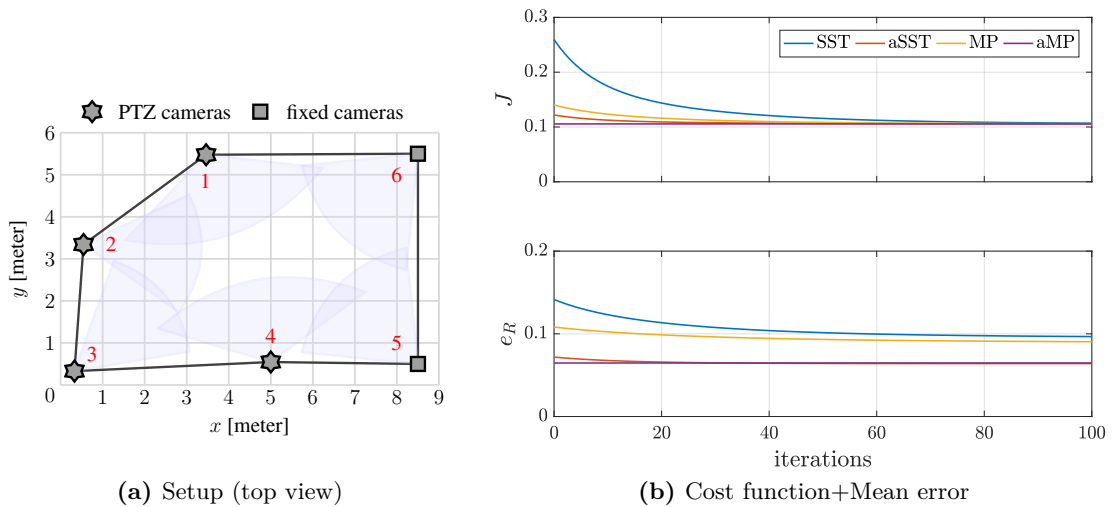 PTZ cameras fixed cameras
6
5
4
3
2
1
0
1 2 3 4 5 6 7 8 9
y [meter]
x [meter]
1
2
3
4
5
6
(a) Setup (top view)
SST aSST MP aMP
0.3
0.2
0.1
0
J
0.2
0.1
0
e_R
0 20 40 60 80 100
iterations
(b) Cost function+Mean error